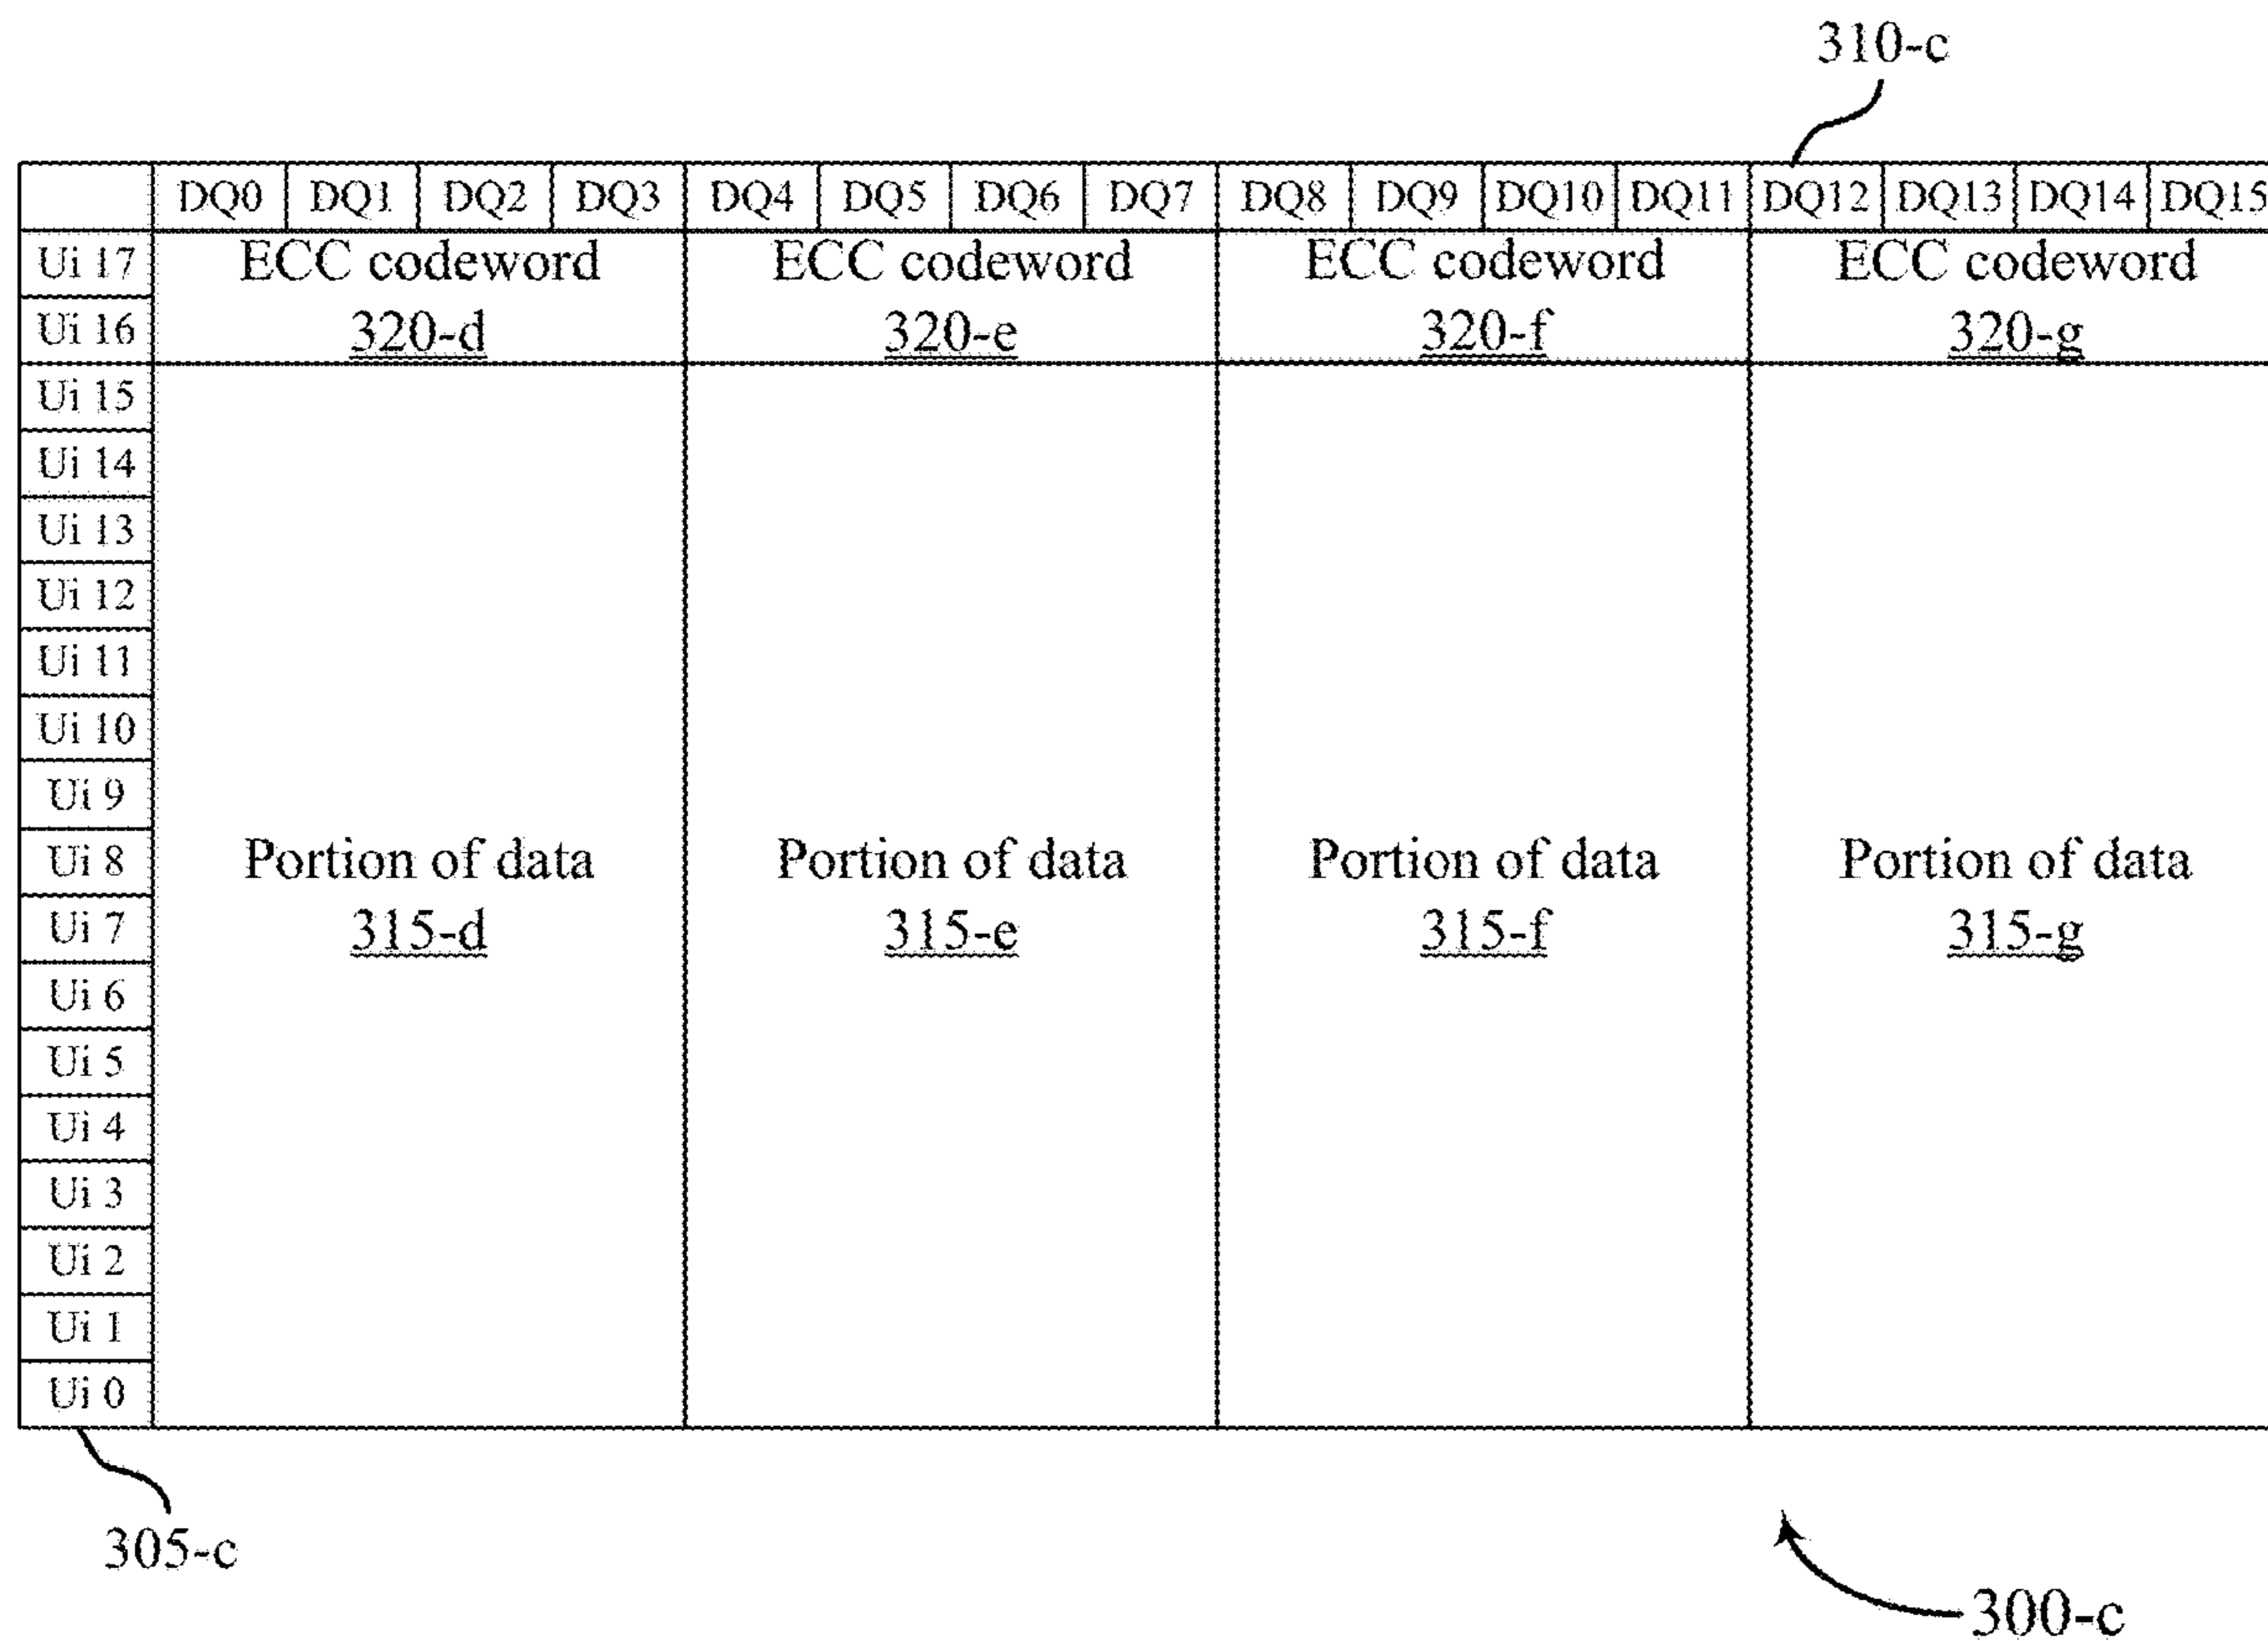 310-c
DQ0 DQ1 DQ2 DQ3 DQ4 DQ5 DQ6 DQ7 DQ8 DQ9 DQ10 DQ11 DQ12 DQ13 DQ14 DQ15
Ui 17 ECC codeword ECC codeword ECC codeword ECC codeword
Ui 16 320-d 320-e 320-f 320-g
Ui 15
Ui 14
Ui 13
Ui 12
Ui 11
Ui 10
Ui 9
Ui 8 Portion of data Portion of data Portion of data Portion of data
Ui 7 315-d 315-e 315-f 315-g
Ui 6
Ui 5
Ui 4
Ui 3
Ui 2
Ui 1
Ui 0
305-c
300-c